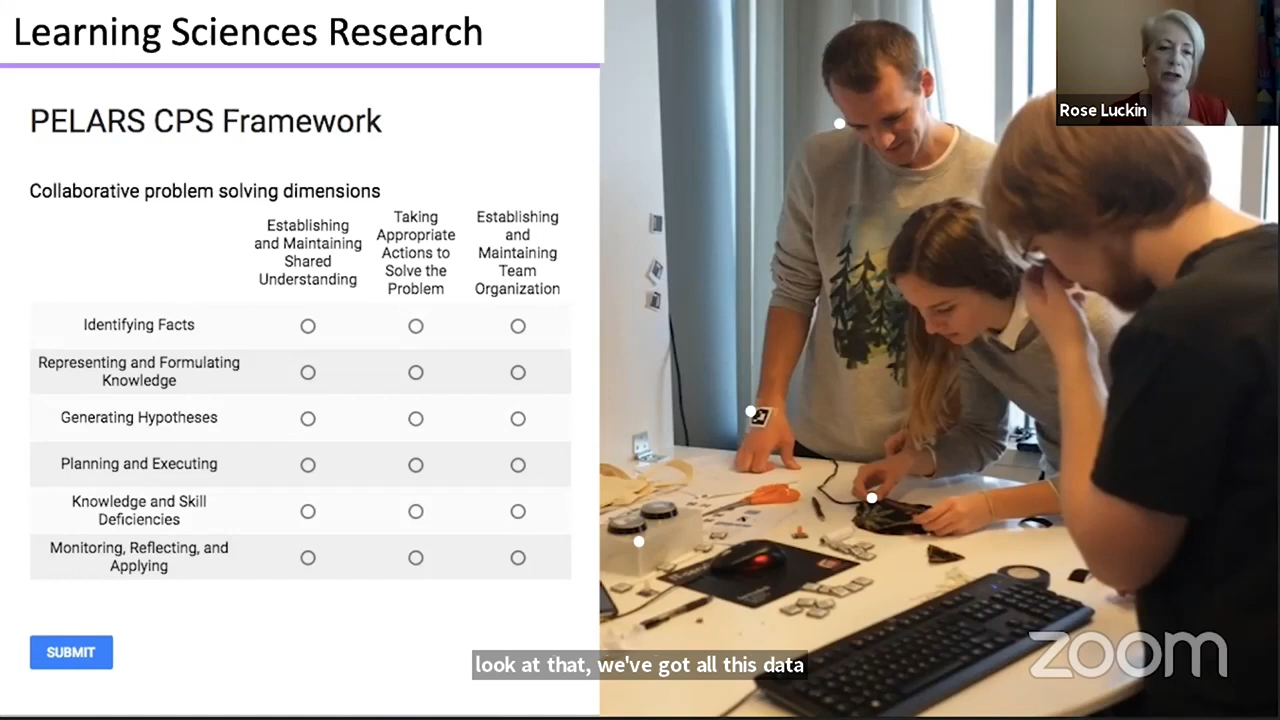 Learning Sciences Research
PELARS CPS Framework
Collaborative problem solving dimensions
Establishing
and Maintaining
Shared
Understanding
Taking
Appropriate
Actions to
Solve the
Problem
Establishing
and
Maintaining
Team
Organization
Identifying Facts
Representing and Formulating
Knowledge
Generating Hypotheses
Planning and Executing
Knowledge and Skill
Deficiencies
Monitoring, Reflecting, and
Applying
SUBMIT
Rose Luckin
look at that, we've got all this data
zoom